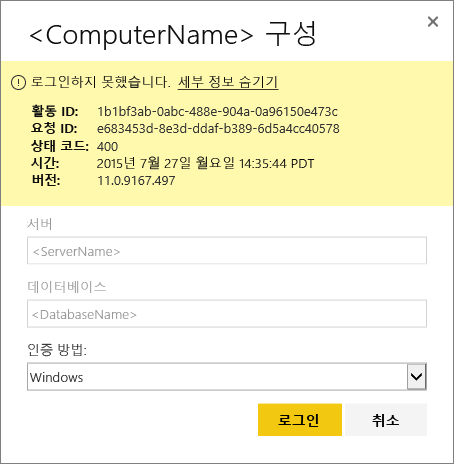 <ComputerName> 구성
로그인하지 못했습니다. 세부 정보 숨기기
활동 ID: 1b1bf3ab-0abc-488e-904a-0a96150e473c
요청 ID: e683453d-8e3d-ddaf-b389-6d5a4cc40578
상태 코드: 400
시간: 2015년 7월 27일 월요일 14:35:44 PDT
버전: 11.0.9167.497
서버
<ServerName>
데이터베이스
<DatabaseName>
인증 방법:
Windows
로그인 취소